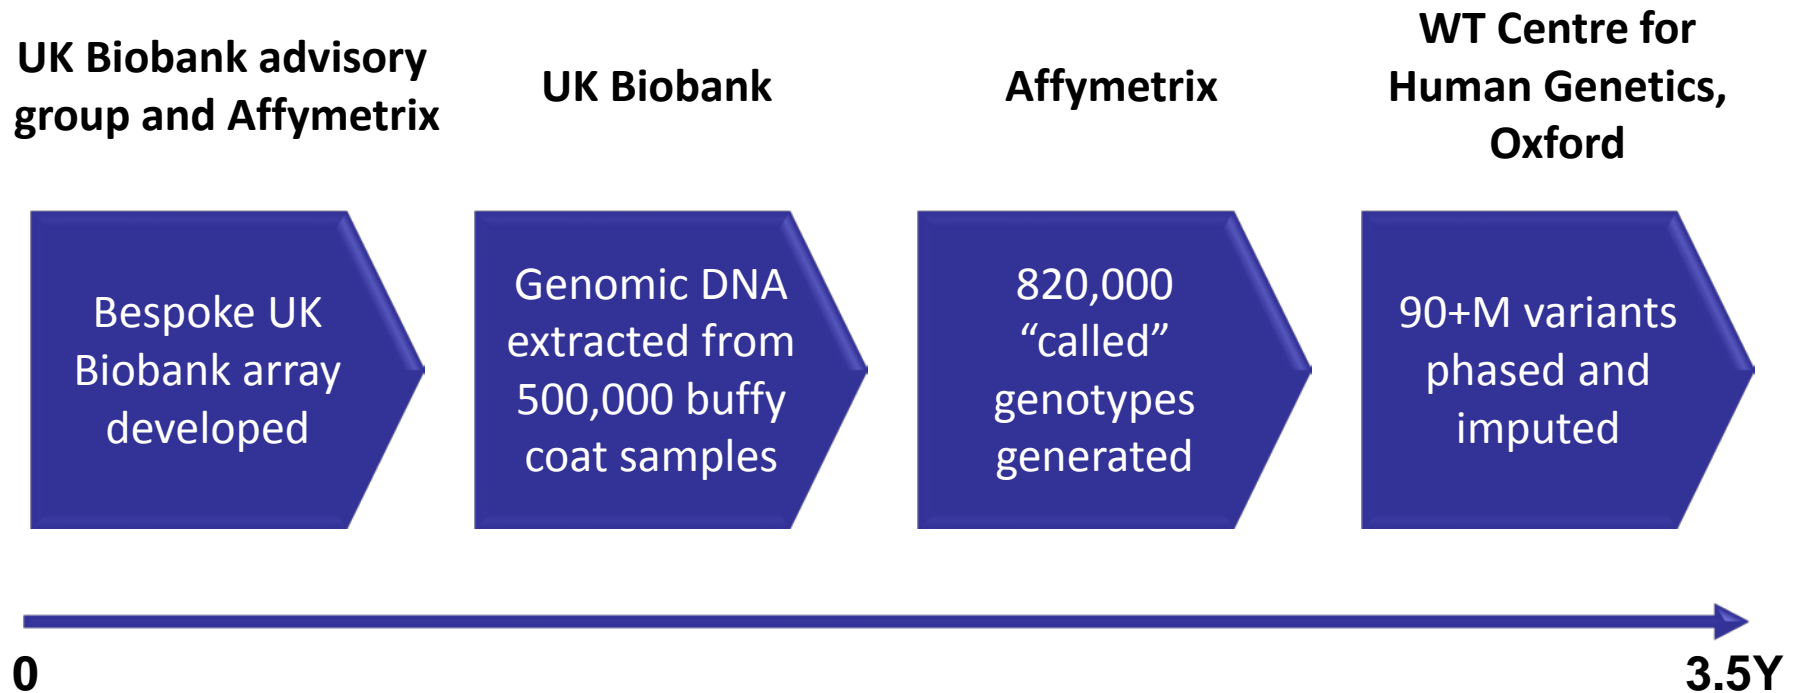 UK Biobank advisory
group and Affymetrix
UK Biobank
Affymetrix
WT Centre for
Human Genetics,
Oxford
Bespoke UK
Biobank array
developed
Genomic DNA
extracted from
500,000 buffy
coat samples
820,000
“called”
genotypes
generated
90+M variants
phased and
imputed
0
3.5Y